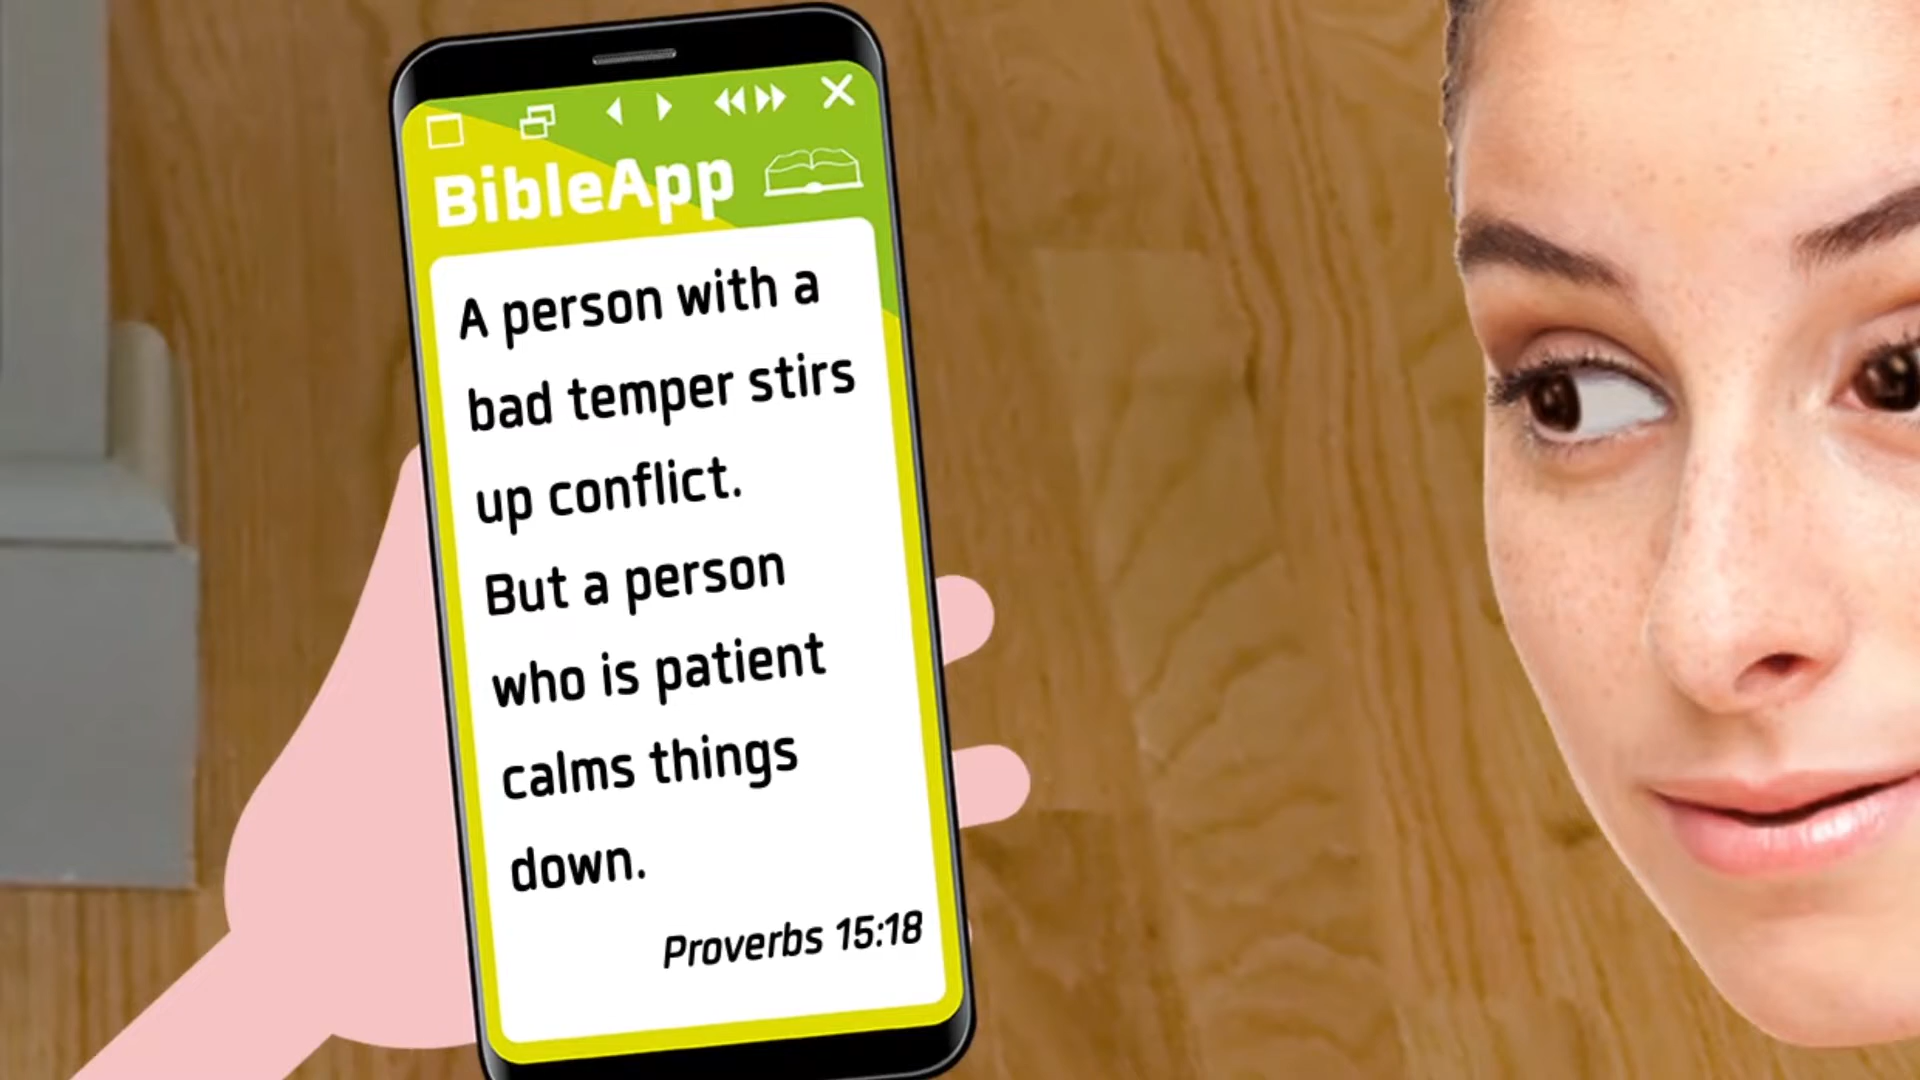 BibleApp
A person with a
bad temper stirs
up conflict.
But a person
who is patient
calms things
down.
Proverbs 15:18